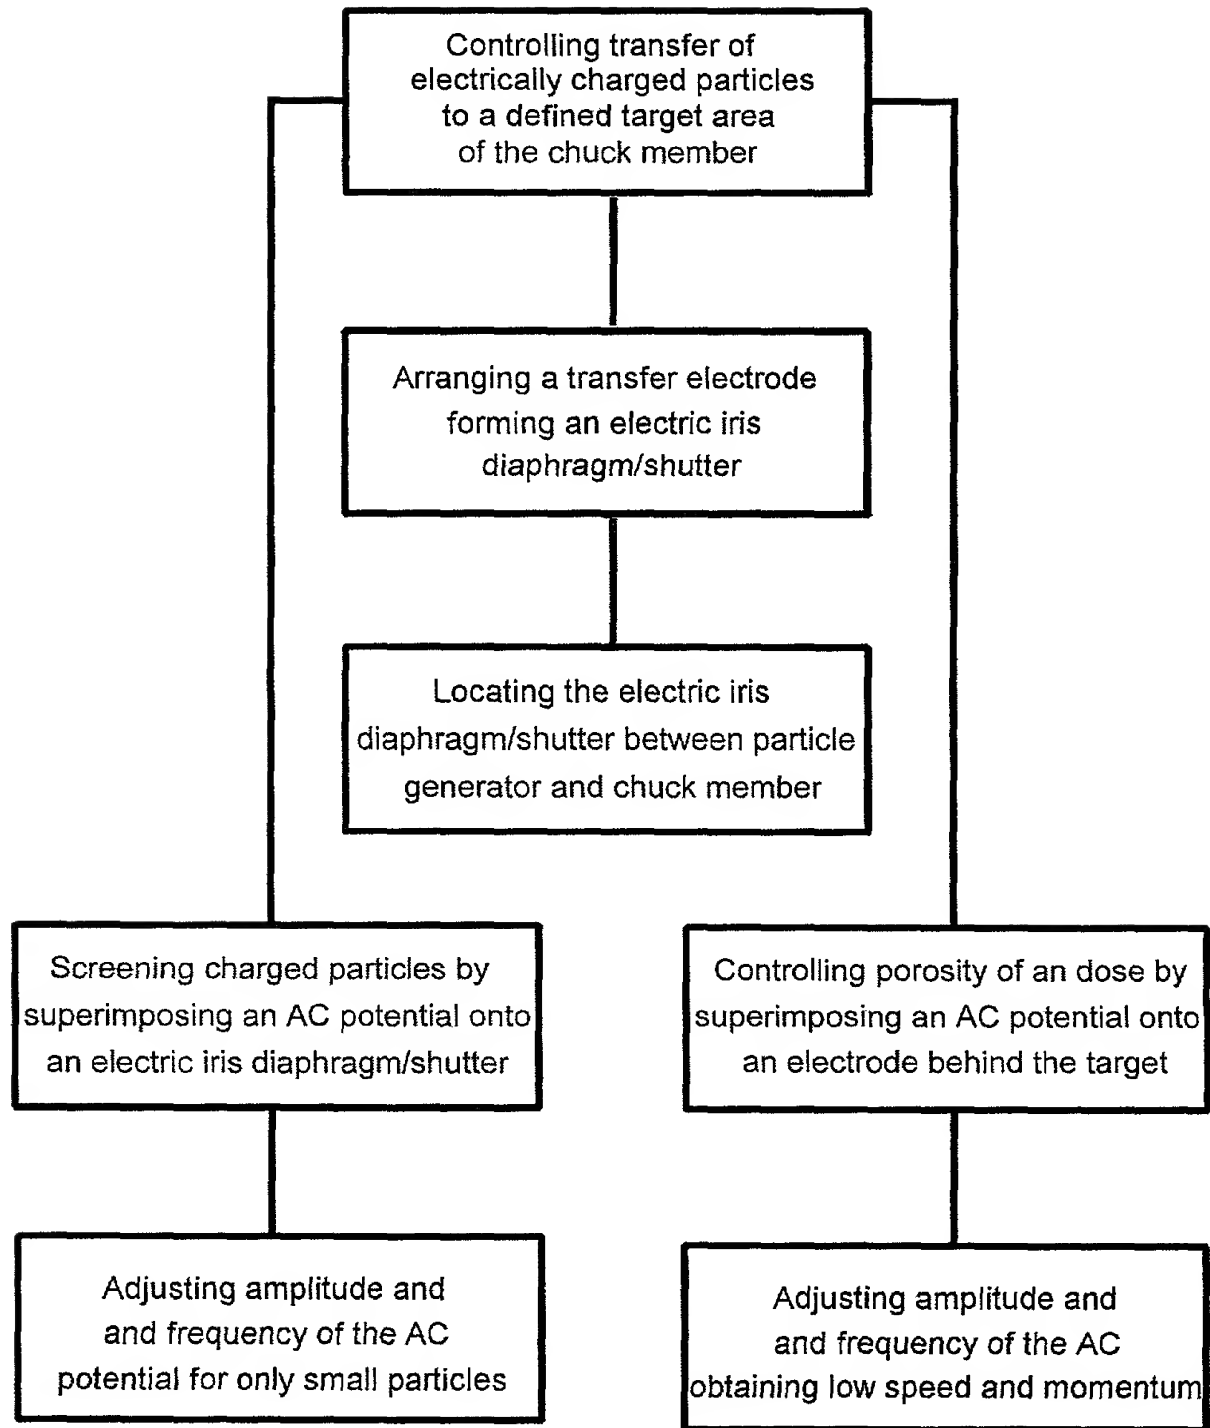 Controlling transfer of
electrically charged particles
to a defined target area
of the chuck member
Arranging a transfer electrode
forming an electric iris
diaphragm/shutter
Locating the electric iris
diaphragm/shutter between particle
generator and chuck member
Screening charged particles by
superimposing an AC potential onto
an electric iris diaphragm/shutter
Controlling porosity of an dose by
superimposing an AC potential onto
an electrode behind the target
Adjusting amplitude and
and frequency of the AC
potential for only small particles
Adjusting amplitude and
and frequency of the AC
obtaining low speed and momentum